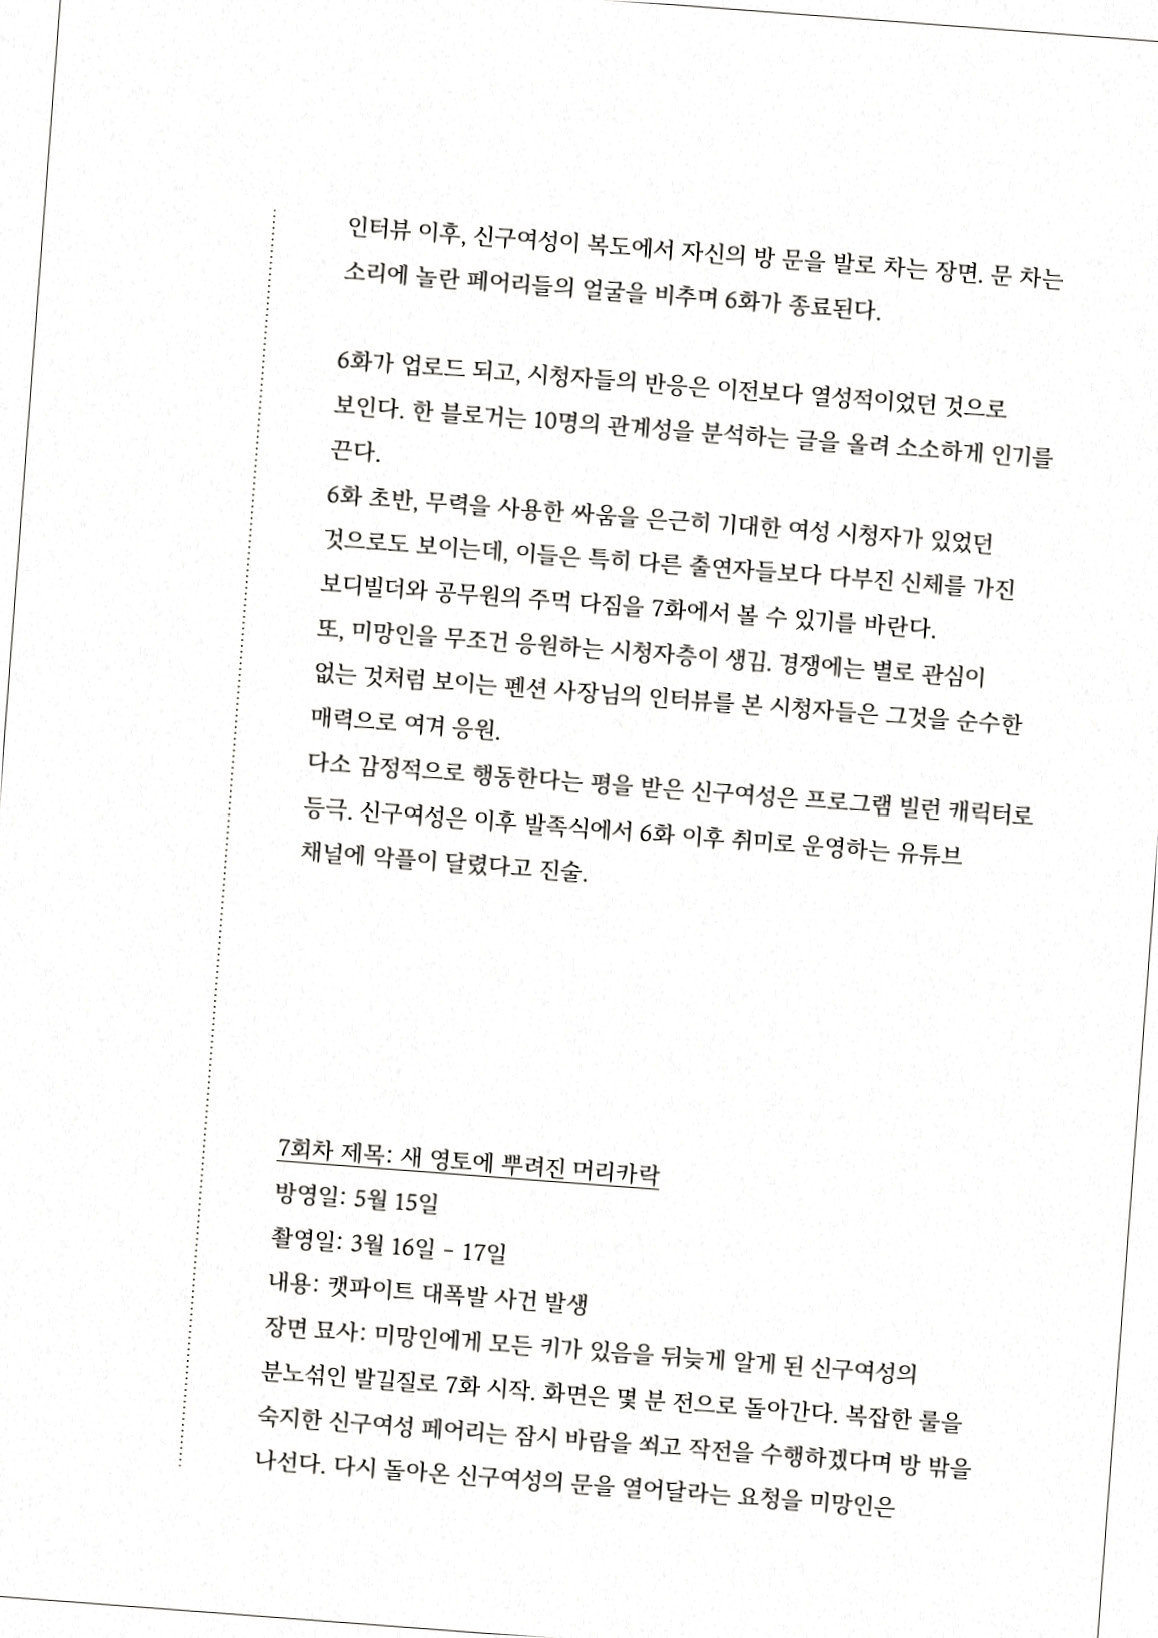 인터뷰 이후, 신구여성이 복도에서 자신의 방 문을 발로 차는 장면. 문 차는
소리에 놀란 페어리들의 얼굴을 비추며 6화가 종료된다.
6화가 업로드 되고, 시청자들의 반응은 이전보다 열성적이었던 것으로
보인다. 한 블로거는 10명의 관계성을 분석하는 글을 올려 소소하게 인기를
끈다.
6화 초반, 무력을 사용한 싸움을 은근히 기대한 여성 시청자가 있었던
것으로도 보이는데, 이들은 특히 다른 출연자들보다 다부진 신체를 가진
보디빌더와 공무원의 주먹 다짐을 7화에서 볼 수 있기를 바란다.
또, 미망인을 무조건 응원하는 시청자층이 생김. 경쟁에는 별로 관심이
없는 것처럼 보이는 펜션 사장님의 인터뷰를 본 시청자들은 그것을 순수한
매력으로 여겨 응원.
다소 감정적으로 행동한다는 평을 받은 신구여성은 프로그램 빌런 캐릭터로
등극. 신구여성은 이후 발족식에서 6화 이후 취미로 운영하는 유튜브
채널에 악플이 달렸다고 진술.
7회차 제목: 새 영토에 뿌려진 머리카락
방영일: 5월 15일
촬영일: 3월 16일 - 17일
내용: 캣파이트 대폭발 사건 발생
장면 묘사: 미망인에게 모든 키가 있음을 뒤늦게 알게 된 신구여성의
분노섞인 발길질로 7화 시작. 화면은 몇 분 전으로 돌아간다. 복잡한 룰을
숙지한 신구여성 페어리는 잠시 바람을 쐬고 작전을 수행하겠다며 방 밖을
나선다. 다시 돌아온 신구여성의 문을 열어달라는 요청을 미망인은